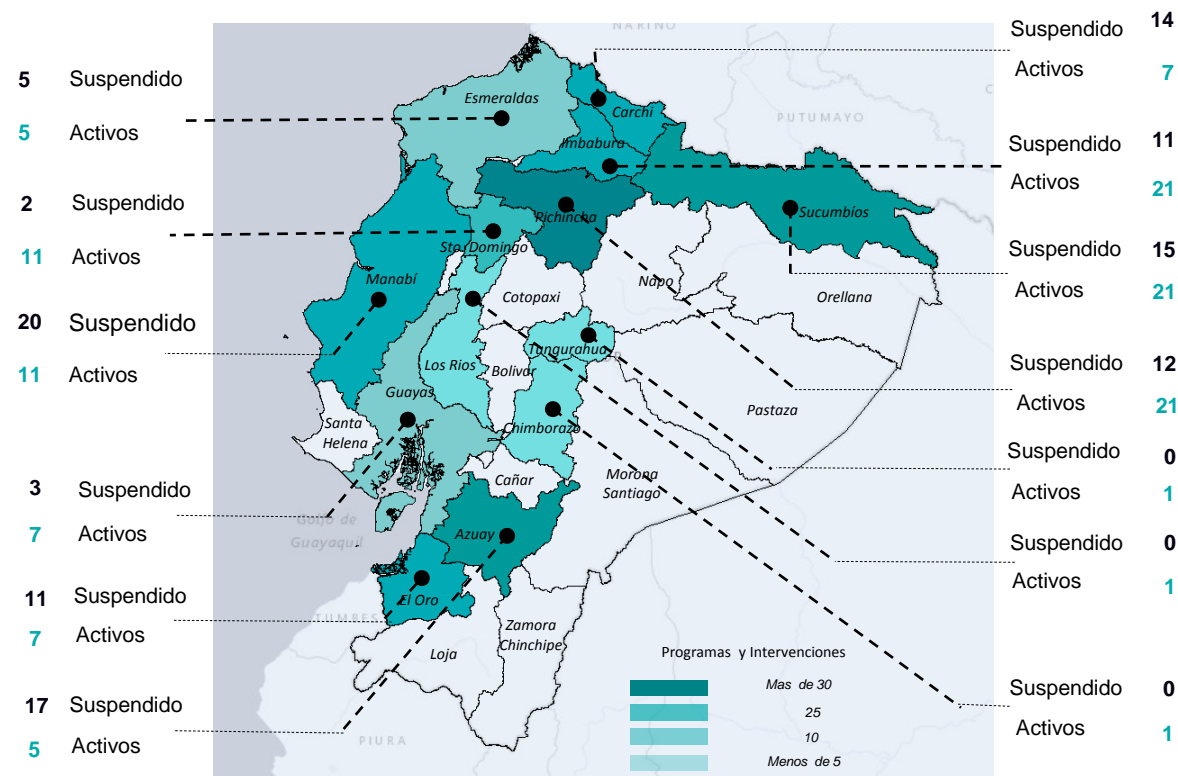 5 Suspendido
5 Activos
2 Suspendido
11 Activos
20 Suspendido
11 Activos
3 Suspendido
7 Activos
11 Suspendido
7 Activos
17 Suspendido
5 Activos
NARIÑO
PUTUMAYO
Esmeraldas
Carchi
Imbabura
Pichincha
Sucumbíos
Sto. Domingo
Manabí
Cotopaxi
Napo
Orellana
Tungurahua
Los Rios
Bolivar
Guayas
Pastaza
Santa
Helena
Chimborazo
Cañar
Morona
Santiago
Golfo de
Guayaquil
Azuay
El Oro
TUMBES
Zamora
Chinchipe
Loja
PIURA
Programas y Intervenciones
Mas de 30
25
10
Menos de 5
Suspendido 14
Activos 7
Suspendido 11
Activos 21
Suspendido 15
Activos 21
Suspendido 12
Activos 21
Suspendido 0
Activos 1
Suspendido 0
Activos 1
Suspendido 0
Activos 1